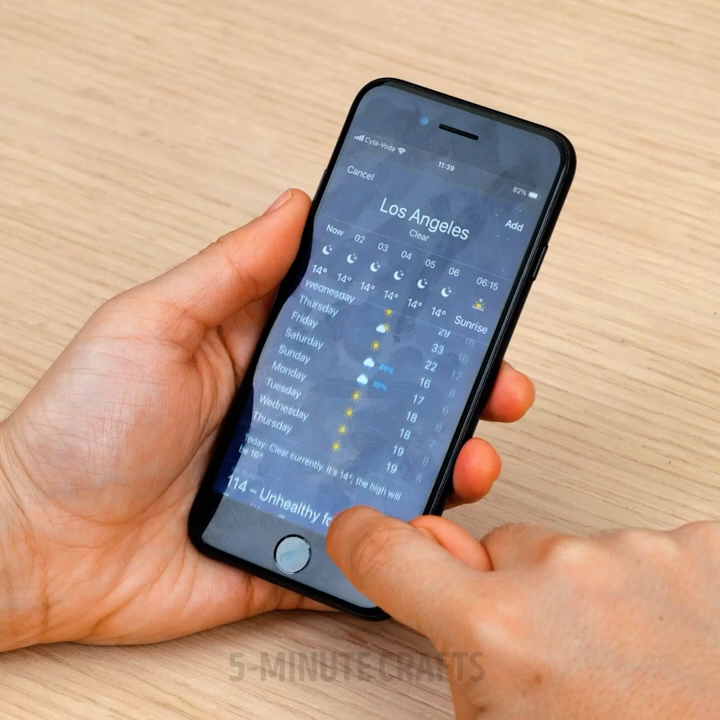 Cyta-Voda
11:39
82%
Cancel
Add
Los Angeles
Clear
Now 02 03 04 05 06 06:15
14° 14° 14° 14° 14° 14° Sunrise
Wednesday
Thursday 29
Friday 33
Saturday 22
Sunday 16
Monday 17
Tuesday 18
Wednesday 18
Thursday 19
19
Today: Clear currently. It's 14°; the high will
be 16°
114 – Unhealthy fo
5-MINUTE CRAFTS